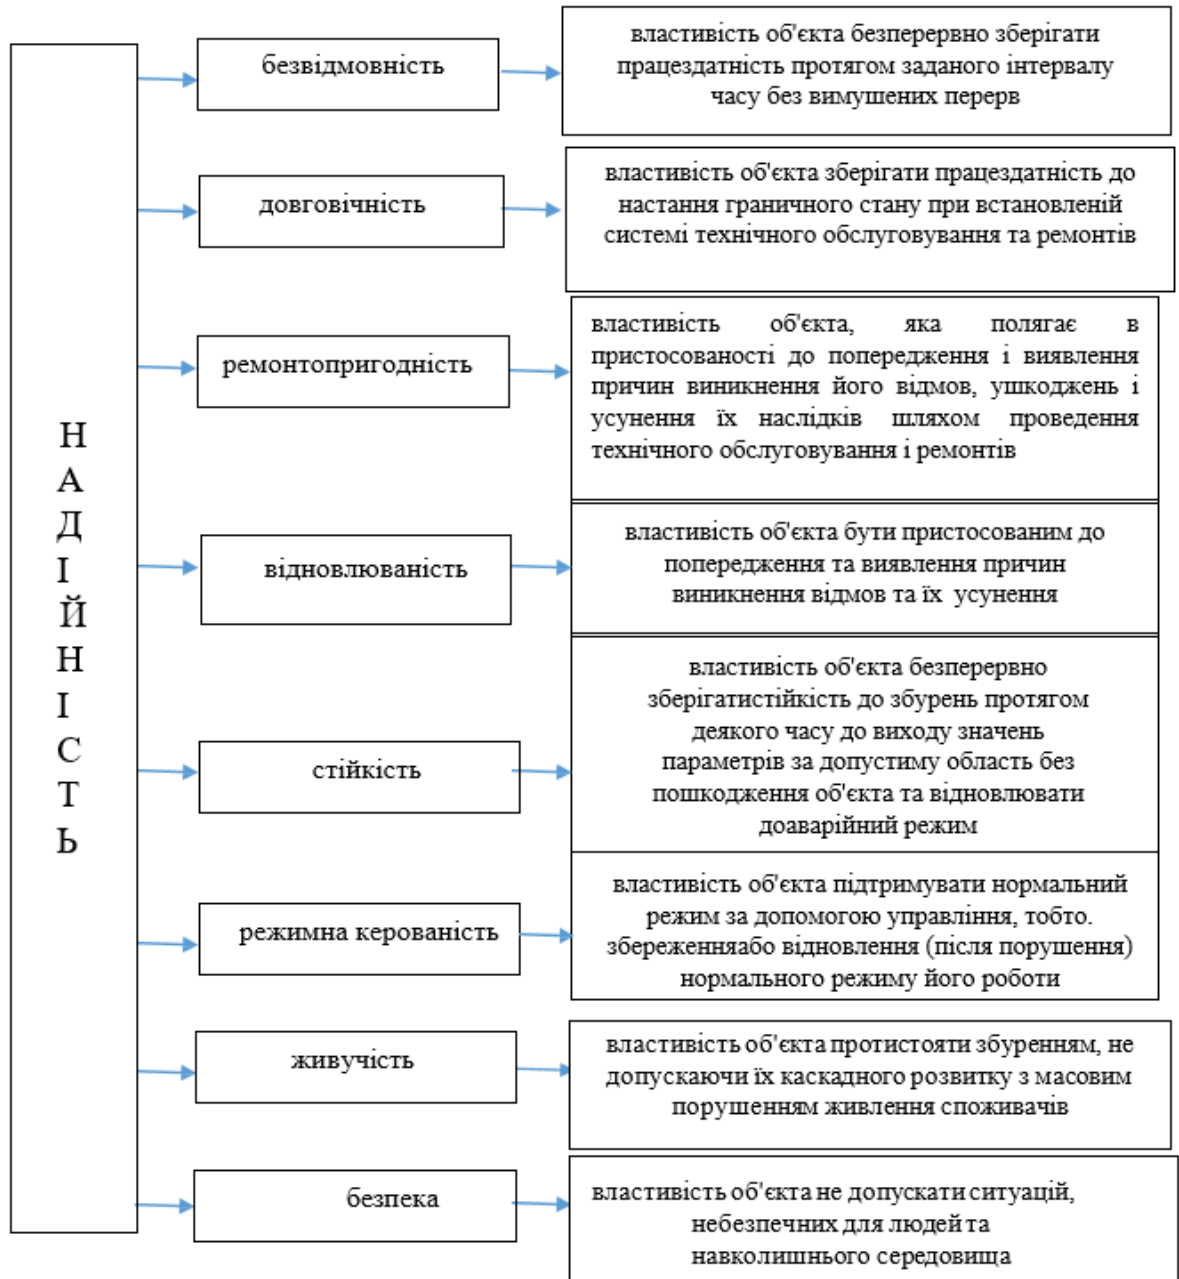 НАДІЙНІСТЬ
безвідмовність
властивість об'єкта безперервно зберігати
працездатність протягом заданого інтервалу
часу без вимушених перерв
довговічність
властивість об'єкта зберігати працездатність до
настання граничного стану при встановленій
системі технічного обслуговування та ремонтів
ремонтопригодність
властивість об'єкта, яка полягає в
пристосованості до попередження і виявлення
причин виникнення його відмов, ушкоджень і
усунення їх наслідків шляхом проведення
технічного обслуговування і ремонтів
відновлюваність
властивість об'єкта бути пристосованим до
попередження та виявлення причин
виникнення відмов та їх усунення
стійкість
властивість об'єкта безперервно
зберігатистійкість до збурень протягом
деякого часу до виходу значень
параметрів за допустиму область без
пошкодження об'єкта та відновлювати
доаварійний режим
режимна керованість
властивість об'єкта підтримувати нормальний
режим за допомогою управління, тобто.
збереженняабо відновлення (після порушення)
нормального режиму його роботи
живучість
властивість об'єкта протистояти збуренням, не
допускаючи їх каскадного розвитку з масовим
порушенням живлення споживачів
безпека
властивість об'єкта не допускати ситуацій,
небезпечних для людей та
навколишнього середовища